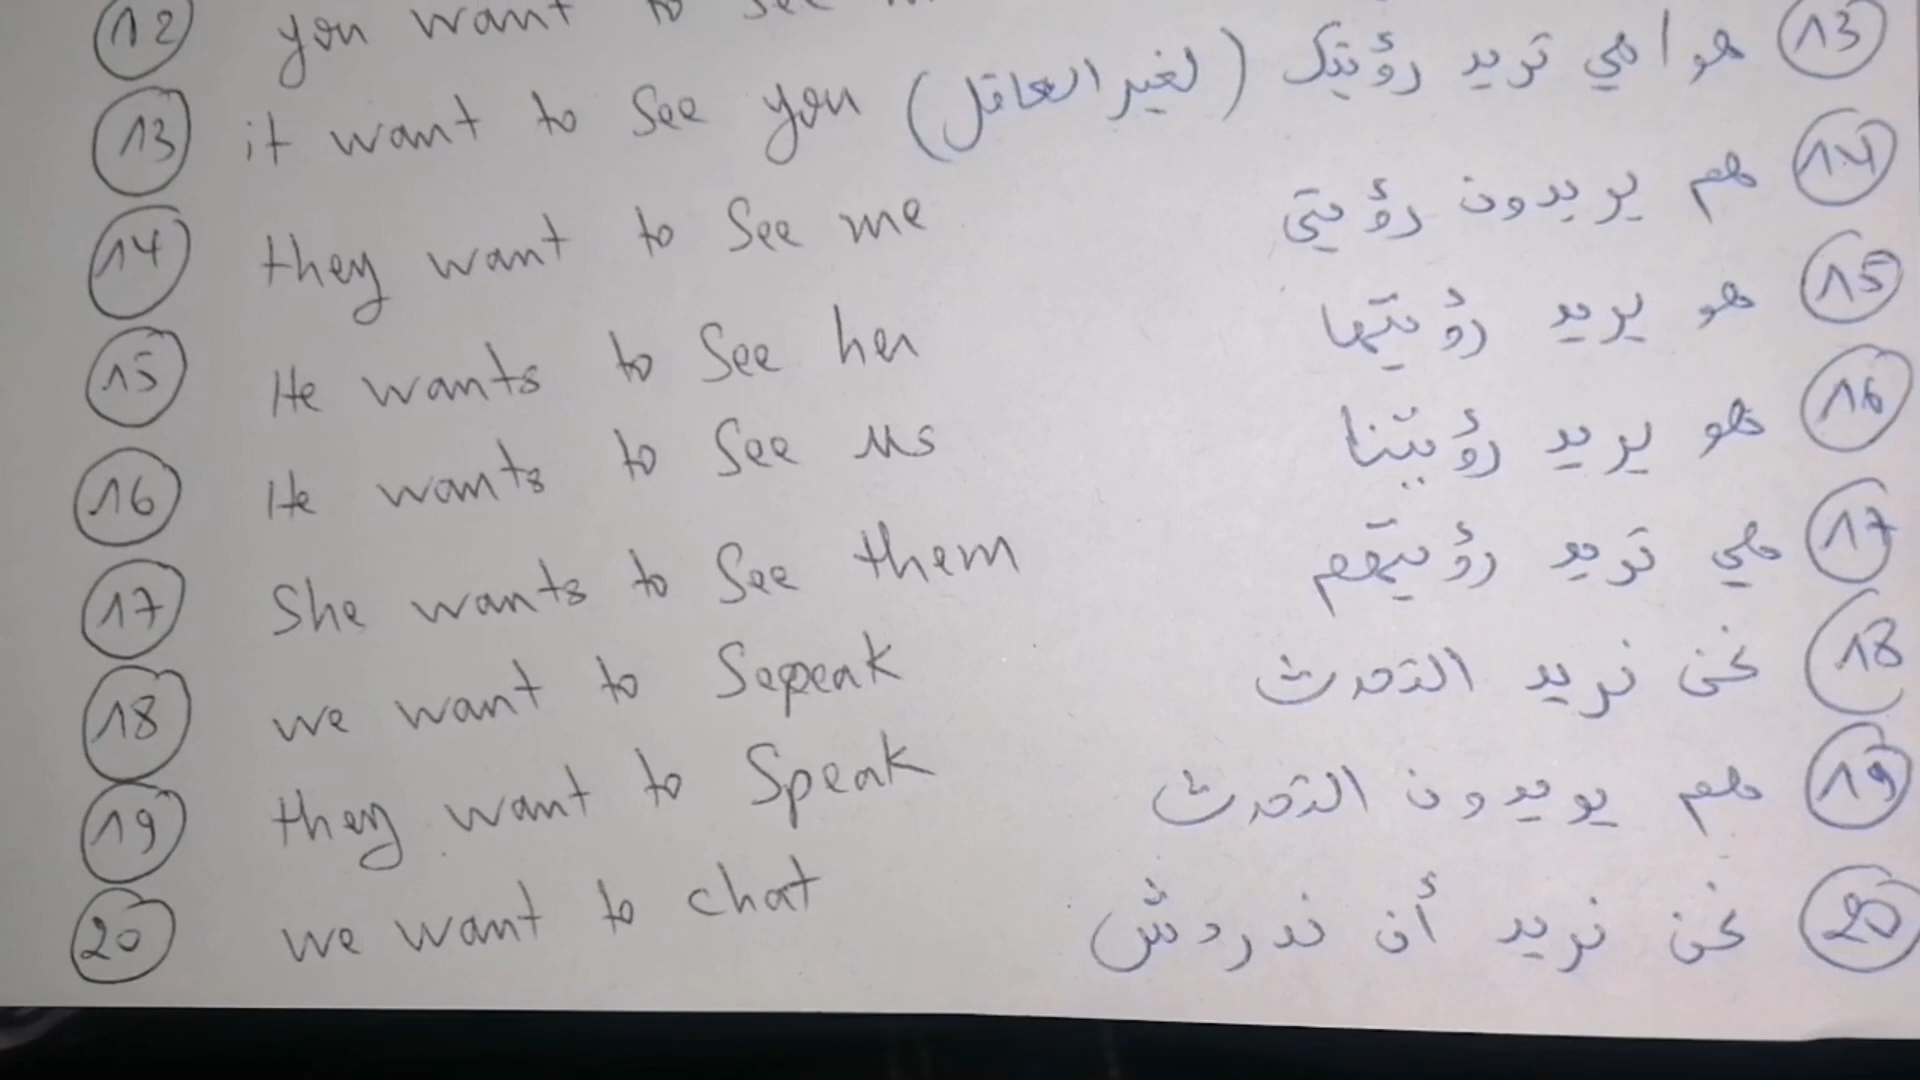 12 you want to see
13 it want to see you (لغير العاقل) هو / هي تريد رؤيتك 13
14 they want to see me هم يريدون رؤيتي 14
15 He wants to see her هو يريد رؤيتها 15
16 He wants to see us هو يريد رؤيتنا 16
17 She wants to see them هي تريد رؤيتهم 17
18 we want to Sepeak نحن نريد التحدث 18
19 they want to Speak هم يريدون التحدث 19
20 we want to chat نحن نريد أن ندردش 20